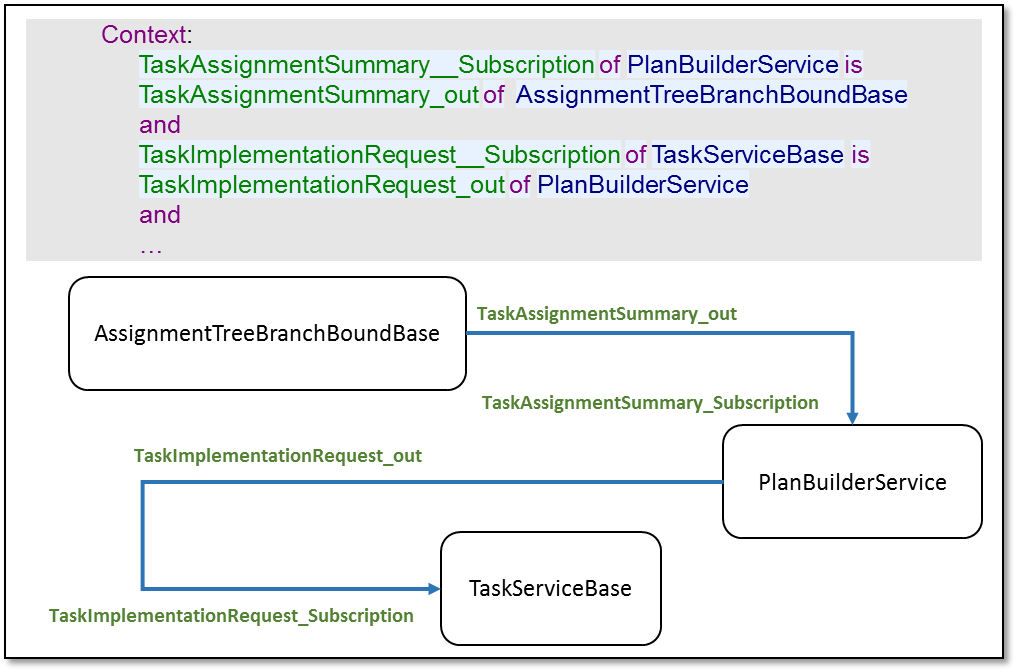 Context:
TaskAssignmentSummary__Subscription of PlanBuilderService is
TaskAssignmentSummary_out of AssignmentTreeBranchBoundBase
and
TaskImplementationRequest__Subscription of TaskServiceBase is
TaskImplementationRequest_out of PlanBuilderService
and
…
TaskAssignmentSummary_out
AssignmentTreeBranchBoundBase
TaskAssignmentSummary_Subscription
TaskImplementationRequest_out
PlanBuilderService
TaskServiceBase
TaskImplementationRequest_Subscription